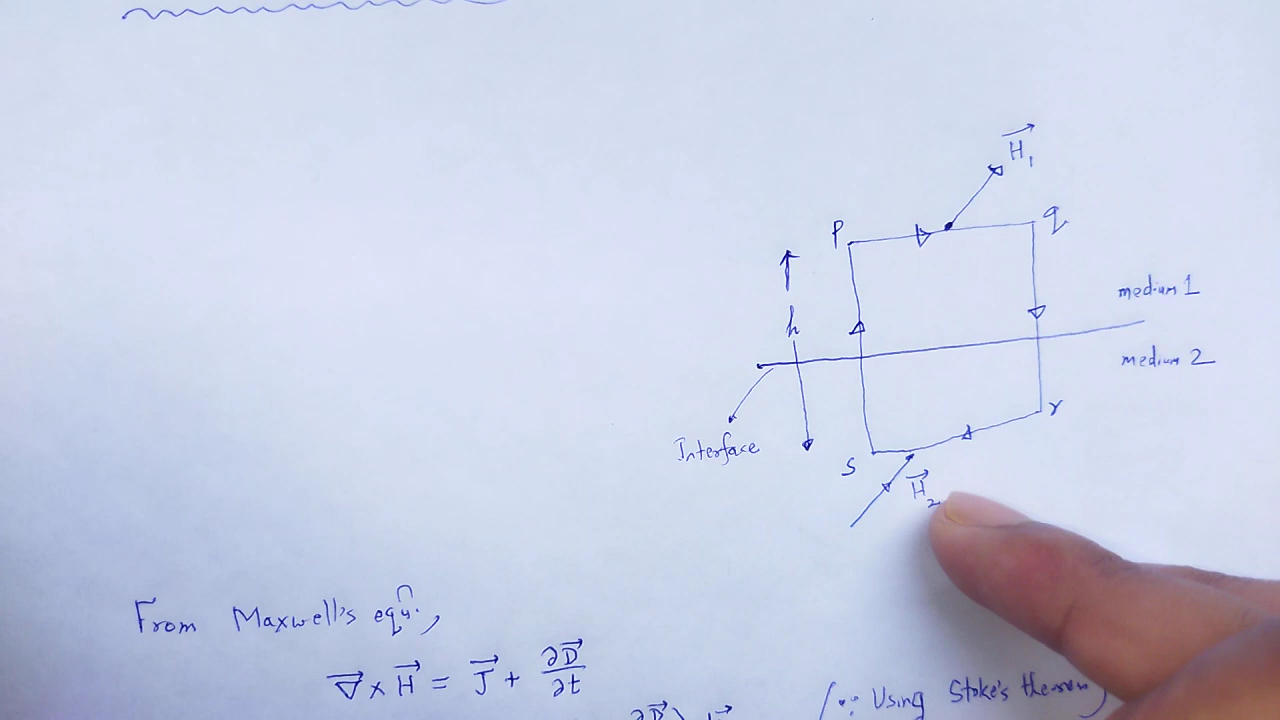 H₁
p
q
medium 1
h
medium 2
r
Interface
s
H₂
From Maxwell's eqⁿ.,
∇ × H = J + ∂D/∂t
(∵ Using Stoke's theorem)